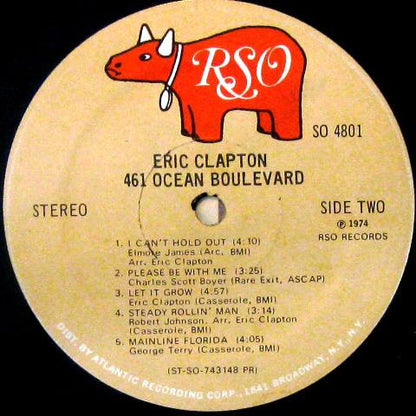 RSO
SO 4801
ERIC CLAPTON
461 OCEAN BOULEVARD
STEREO
SIDE TWO
℗ 1974
RSO RECORDS
1. I CAN'T HOLD OUT (4:10)
Elmore James (Arc, BMI)
Arr. Eric Clapton
2. PLEASE BE WITH ME (3:25)
Charles Scott Boyer (Rare Exit, ASCAP)
3. LET IT GROW (4:57)
Eric Clapton (Casserole, BMI)
4. STEADY ROLLIN' MAN (3:14)
Robert Johnson. Arr. Eric Clapton
(Casserole, BMI)
5. MAINLINE FLORIDA (4:05)
George Terry (Casserole, BMI)
(ST-SO-743148 PR)
DIST. BY ATLANTIC RECORDING CORP., 1841 BROADWAY, N.Y., N.Y.